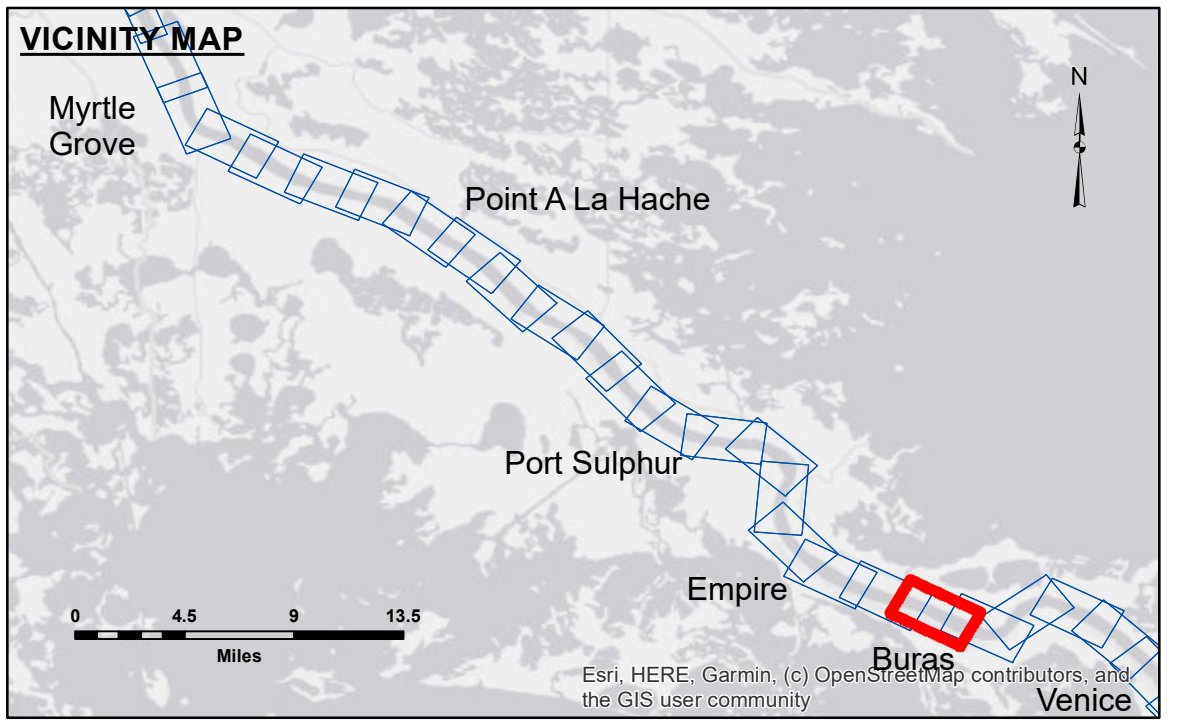 VICINITY MAP
N
Myrtle
Grove
Point A La Hache
Port Sulphur
Empire
0 4.5 9 13.5
Miles
Buras
Esri, HERE, Garmin, (c) OpenStreetMap contributors, and
the GIS user community
Venice